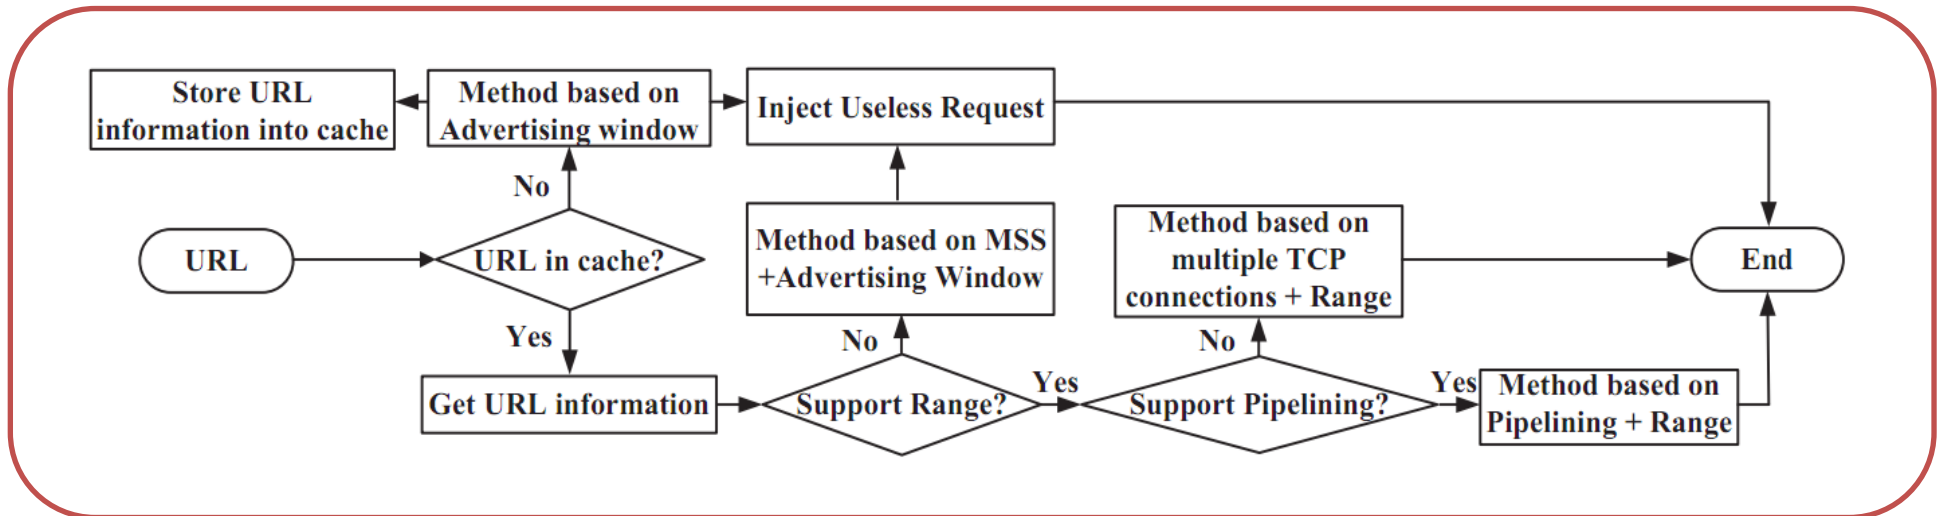 Store URL
information into cache
Method based on
Advertising window
Inject Useless Request
No
URL
URL in cache?
Method based on MSS
+Advertising Window
Method based on
multiple TCP
connections + Range
End
Yes
No
No
Get URL information
Support Range?
Yes
Support Pipelining?
Yes
Method based on
Pipelining + Range